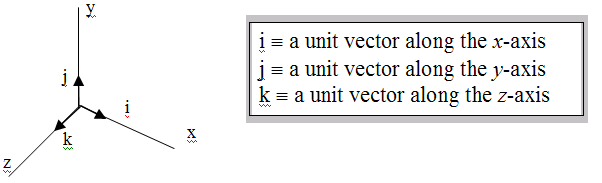 y
j
i
x
k
z
i ≡ a unit vector along the x-axis
j ≡ a unit vector along the y-axis
k ≡ a unit vector along the z-axis